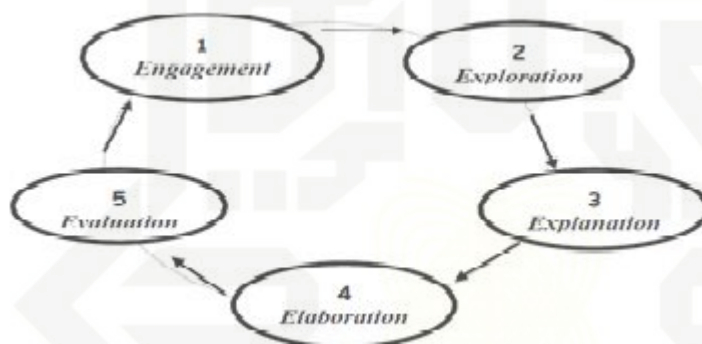 1
Engagement
2
Exploration
3
Explanation
4
Elaboration
5
Evaluation